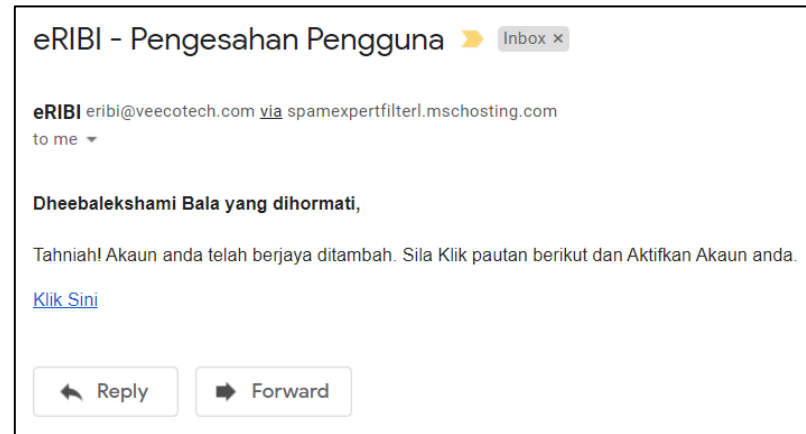 eRIBI - Pengesahan Pengguna Inbox ×
eRIBI eribi@veecotech.com via spamexpertfilterl.mschosting.com
to me
Dheebalekshami Bala yang dihormati,
Tahniah! Akaun anda telah berjaya ditambah. Sila Klik pautan berikut dan Aktifkan Akaun anda.
Klik Sini
Reply Forward